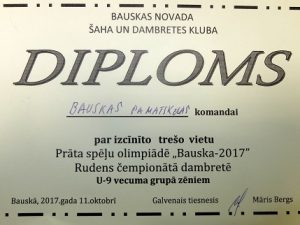 BAUSKAS NOVADA
ŠAHA UN DAMBRETES KLUBA
DIPLOMS
BAUSKAS PAMATSKOLAS komandai
par izcīnīto trešo vietu
Prāta spēļu olimpiādē „Bauska-2017”
Rudens čempionātā dambretē
U-9 vecuma grupā zēniem
Bauskā, 2017.gada 11.oktobrī Galvenais tiesnesis Māris Bergs